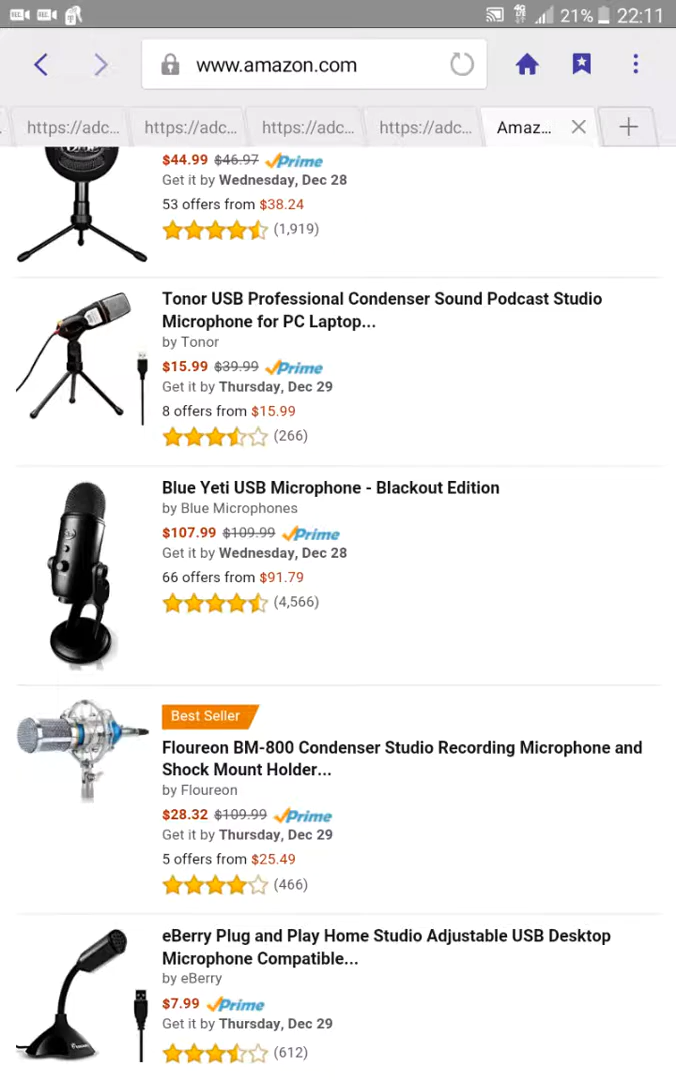 4G
21% 22:11
www.amazon.com
https://adc... https://adc... https://adc... https://adc... Amaz...
$44.99 $46.97 Prime
Get it by Wednesday, Dec 28
53 offers from $38.24
(1,919)
Tonor USB Professional Condenser Sound Podcast Studio
Microphone for PC Laptop...
by Tonor
$15.99 $39.99 Prime
Get it by Thursday, Dec 29
8 offers from $15.99
(266)
Blue Yeti USB Microphone - Blackout Edition
by Blue Microphones
$107.99 $109.99 Prime
Get it by Wednesday, Dec 28
66 offers from $91.79
(4,566)
Best Seller
Floureon BM-800 Condenser Studio Recording Microphone and
Shock Mount Holder...
by Floureon
$28.32 $109.99 Prime
Get it by Thursday, Dec 29
5 offers from $25.49
(466)
eBerry Plug and Play Home Studio Adjustable USB Desktop
Microphone Compatible...
by eBerry
$7.99 Prime
Get it by Thursday, Dec 29
(612)